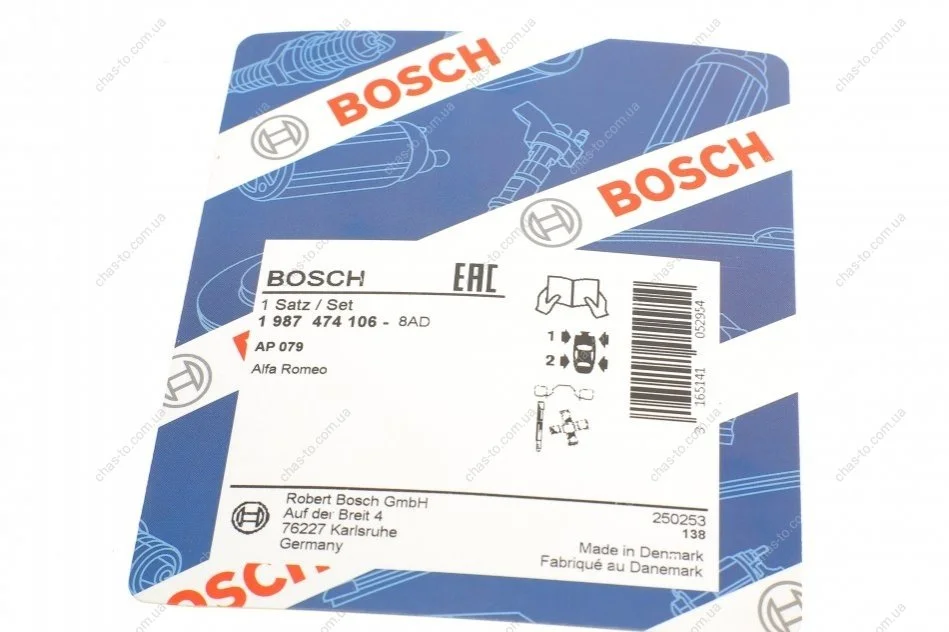 BOSCH
BOSCH
BOSCH
EAC
1 Satz / Set
1 987 474 106 - 8AD
AP 079
Alfa Romeo
1
2
3 165141 052954
Robert Bosch GmbH
Auf der Breit 4
76227 Karlsruhe
Germany
250253
138
Made in Denmark
Fabriqué au Danemark
BOSCH
chas-to.com.ua